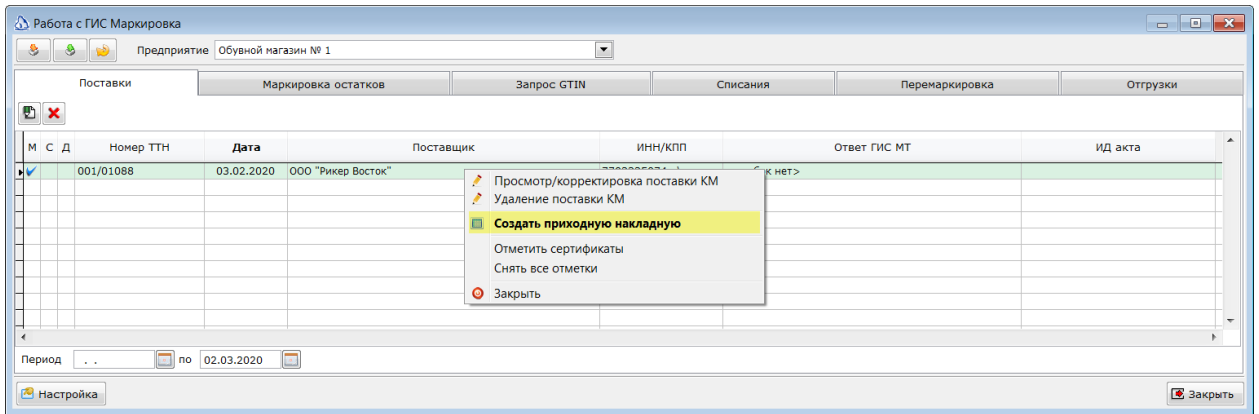 Работа с ГИС Маркировка
Предприятие Обувной магазин № 1
Поставки Маркировка остатков Запрос GTIN Списания Перемаркировка Отгрузки
М С Д Номер ТТН Дата Поставщик ИНН/КПП Ответ ГИС МТ ИД акта
001/01088 03.02.2020 ООО "Рикер Восток" нет>
Просмотр/корректировка поставки КМ
Удаление поставки КМ
Создать приходную накладную
Отметить сертификаты
Снять все отметки
Закрыть
Период . . по 02.03.2020
Настройка Закрыть